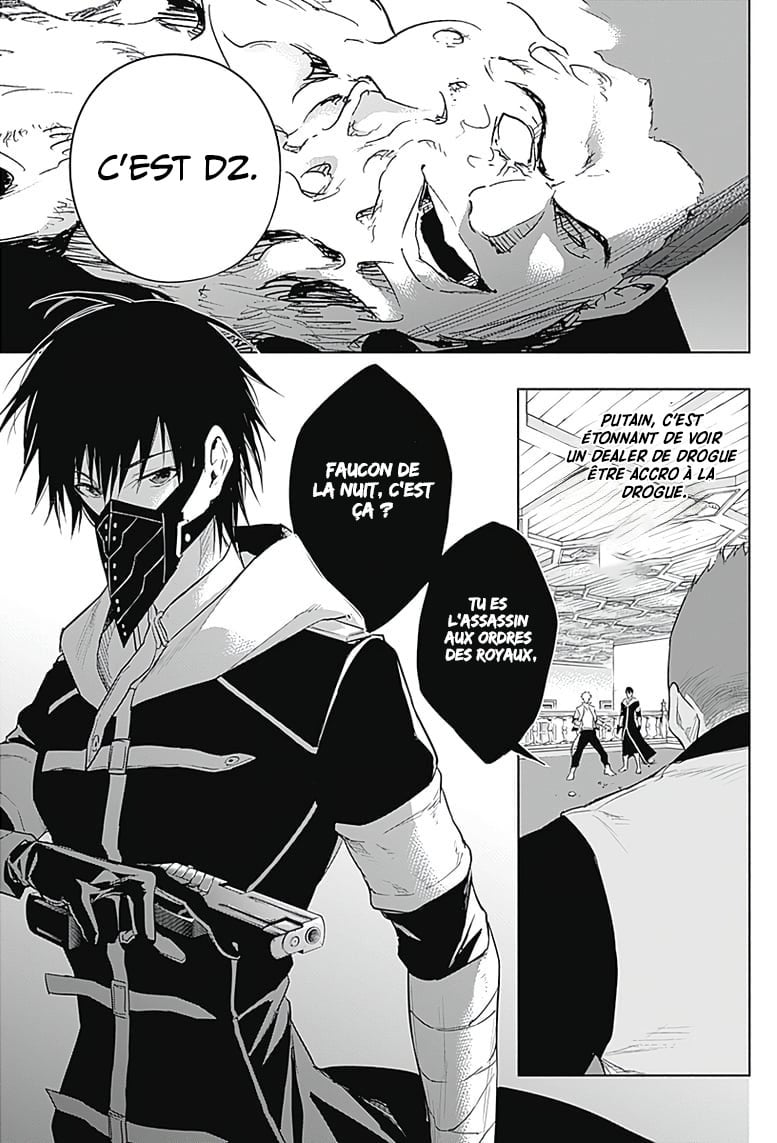 C'EST D2.
PUTAIN, C'EST
ÉTONNANT DE VOIR
UN DEALER DE DROGUE
ÊTRE ACCRO À LA
DROGUE.
FAUCON DE
LA NUIT, C'EST
ÇA ?
TU ES
L'ASSASSIN
AUX ORDRES
DES ROYAUX.